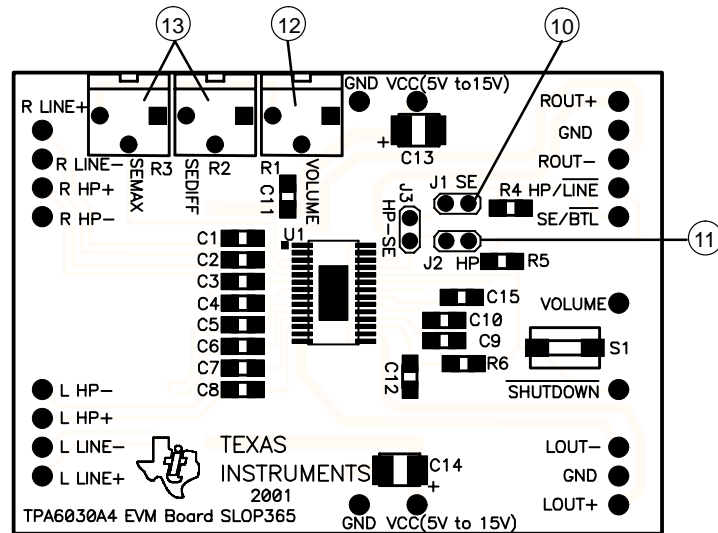 13
12
10
11
GND VCC(5V to15V)
R LINE+
R LINE-
R HP+
R HP-
R3
SEMAX
R2
SEDIFF
R1
VOLUME
C11
C13
+
ROUT+
GND
ROUT-
HP/LINE
SE/BTL
J1 SE
R4
J3
HP-SE
J2 HP
R5
U1
C1
C2
C3
C4
C5
C6
C7
C8
C15
C10
C9
R6
C12
VOLUME
S1
SHUTDOWN
L HP-
L HP+
L LINE-
L LINE+
TEXAS
INSTRUMENTS
2001
TPA6030A4 EVM Board SLOP365
C14
+
GND VCC(5V to 15V)
LOUT-
GND
LOUT+